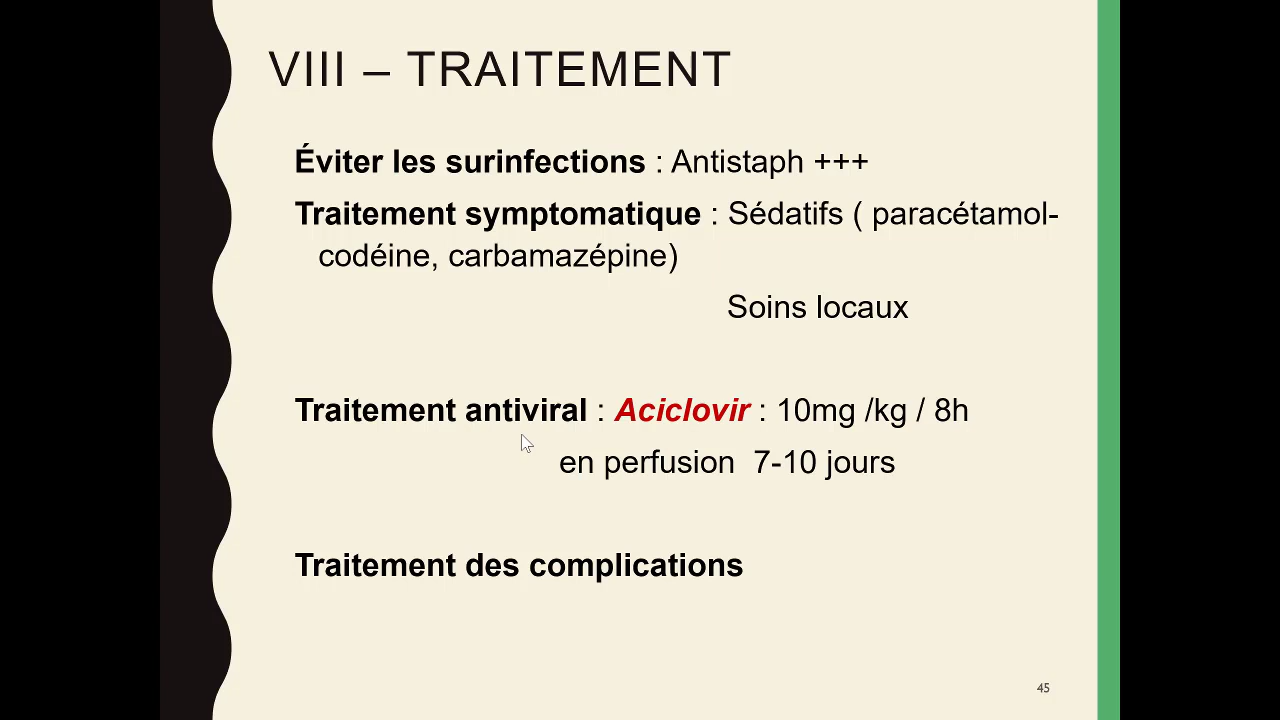 VIII – TRAITEMENT
Éviter les surinfections : Antistaph +++
Traitement symptomatique : Sédatifs ( paracétamol-
codéine, carbamazépine)
Soins locaux
Traitement antiviral : Aciclovir : 10mg /kg / 8h
en perfusion 7-10 jours
Traitement des complications
45